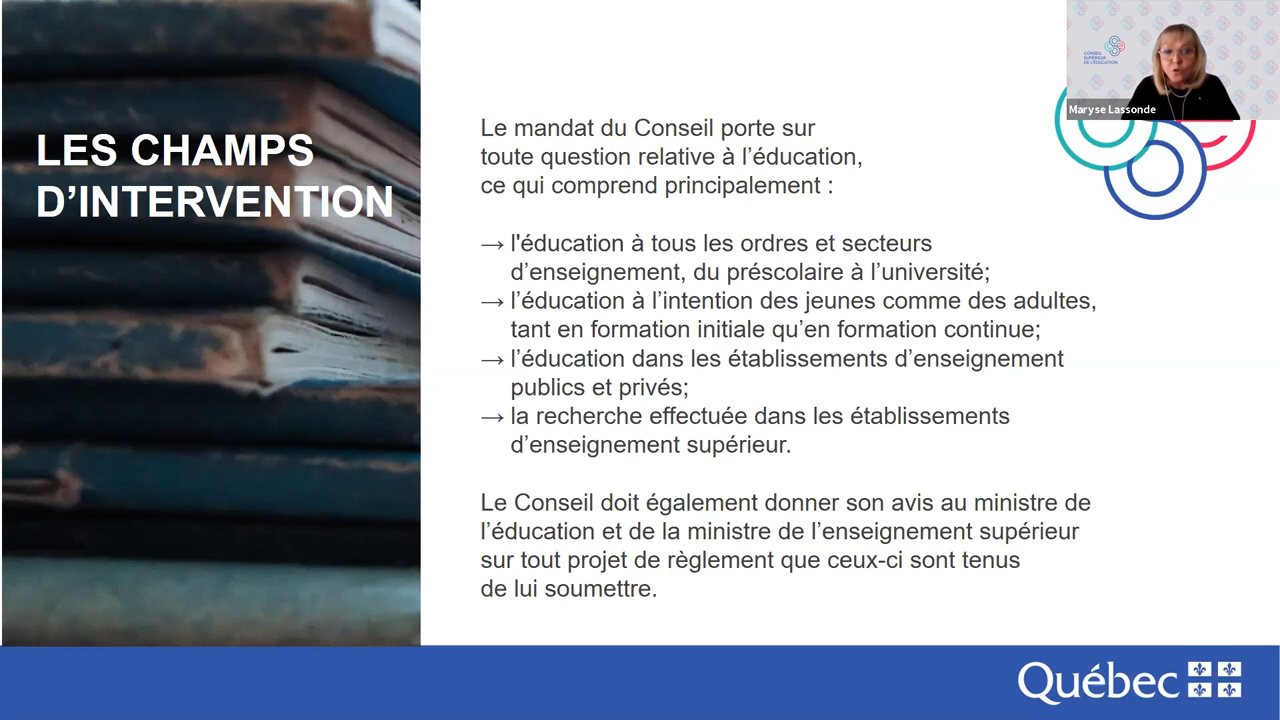 LES CHAMPS
D’INTERVENTION
Le mandat du Conseil porte sur
toute question relative à l’éducation,
ce qui comprend principalement :
→ l'éducation à tous les ordres et secteurs
d’enseignement, du préscolaire à l’université;
→ l’éducation à l’intention des jeunes comme des adultes,
tant en formation initiale qu’en formation continue;
→ l’éducation dans les établissements d’enseignement
publics et privés;
→ la recherche effectuée dans les établissements
d’enseignement supérieur.
Le Conseil doit également donner son avis au ministre de
l’éducation et de la ministre de l’enseignement supérieur
sur tout projet de règlement que ceux-ci sont tenus
de lui soumettre.
CONSEIL
SUPÉRIEUR
DE L'ÉDUCATION
Maryse Lassonde
Québec